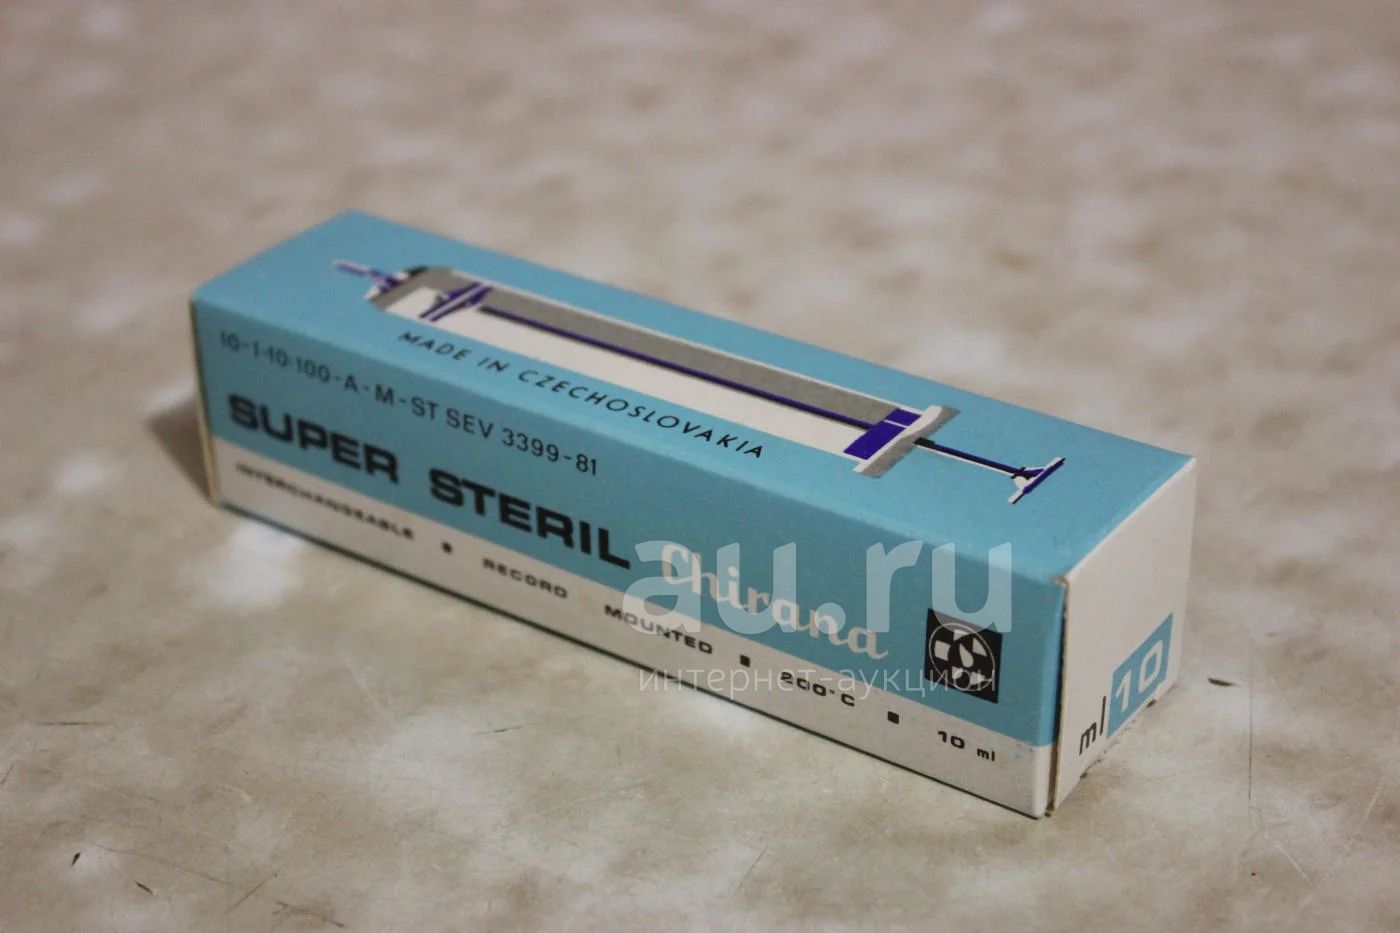 MADE IN CZECHOSLOVAKIA
10-1-10 100-A-M-ST SEV 3399-81
SUPER STERIL Chirana
INTERCHANGEABLE ■ RECORD MOUNTED ■ 200°C ■ 10 ml
ml 10
au.ru
интернет-аукцион